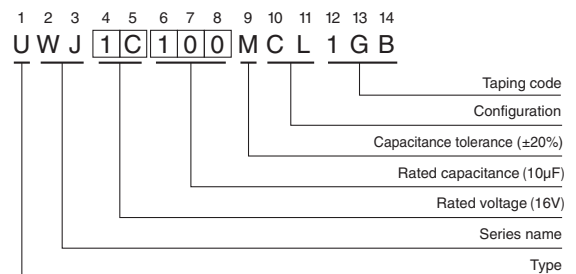 1 2 3 4 5 6 7 8 9 10 11 12 13 14
U W J 1 C 1 0 0 M C L 1 G B
Taping code
Configuration
Capacitance tolerance (±20%)
Rated capacitance (10µF)
Rated voltage (16V)
Series name
Type